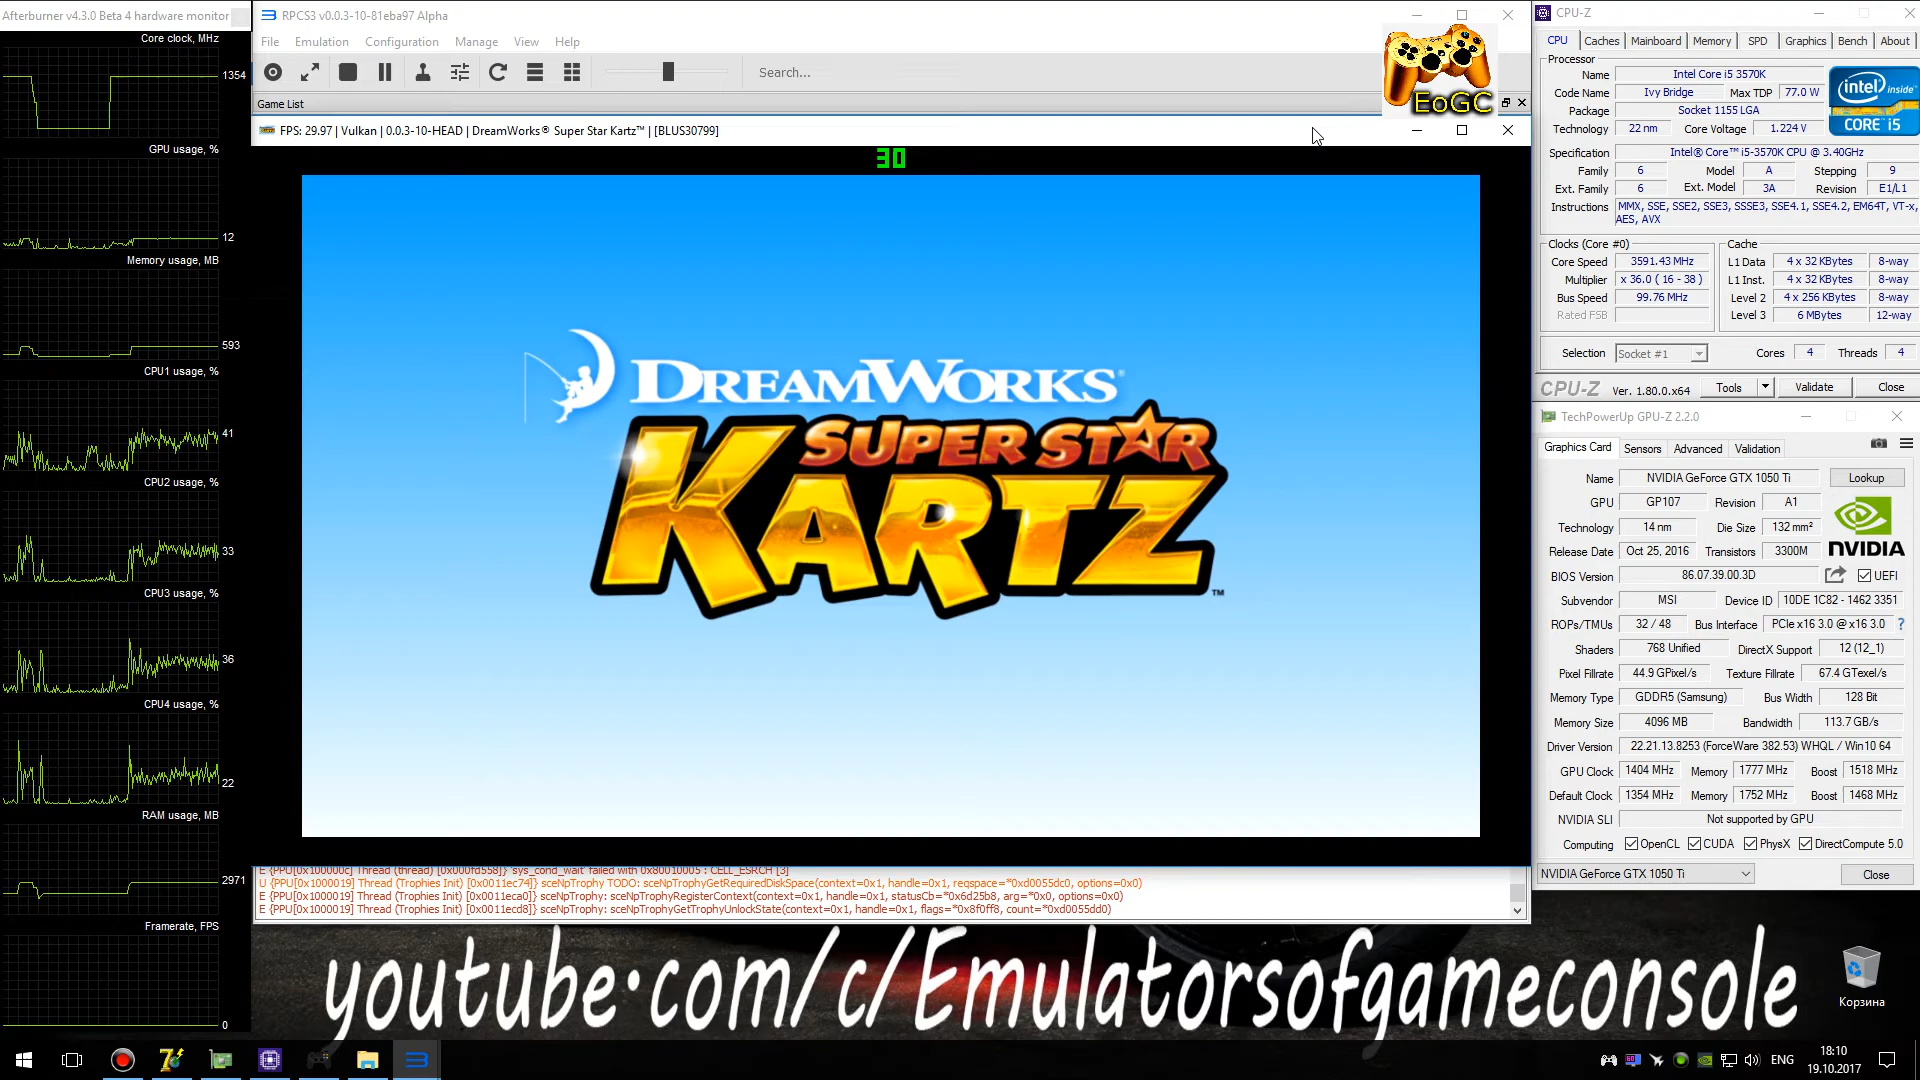 Afterburner v4.3.0 Beta 4 hardware monitor
Core clock, MHz
1354
GPU usage, %
12
Memory usage, MB
593
CPU1 usage, %
41
CPU2 usage, %
33
CPU3 usage, %
36
CPU4 usage, %
22
RAM usage, MB
2971
Framerate, FPS
0
RPCS3 v0.0.3-10-81eba97 Alpha
File Emulation Configuration Manage View Help
Search...
EoGC
Game List
FPS: 29.97 | Vulkan | 0.0.3-10-HEAD | DreamWorks® Super Star Kartz™ | [BLUS30799]
30
DREAMWORKS®
SUPER STAR
KARTZ™
E {PPU[0x100000c] Thread (thread) [0x000fd558]} 'sys_cond_wait' failed with 0x80010005 : CELL_ESRCH [3]
U {PPU[0x1000019] Thread (Trophies Init) [0x0011ec74]} sceNpTrophy TODO: sceNpTrophyGetRequiredDiskSpace(context=0x1, handle=0x1, reqspace=*0xd0055dc0, options=0x0)
E {PPU[0x1000019] Thread (Trophies Init) [0x0011eca0]} sceNpTrophy: sceNpTrophyRegisterContext(context=0x1, handle=0x1, statusCb=*0x6d25b8, arg=*0x0, options=0x0)
E {PPU[0x1000019] Thread (Trophies Init) [0x0011ecd8]} sceNpTrophy: sceNpTrophyGetTrophyUnlockState(context=0x1, handle=0x1, flags=*0x8f0ff8, count=*0xd0055dd0)
CPU-Z
CPU Caches Mainboard Memory SPD Graphics Bench About
Processor
Name Intel Core i5 3570K
Code Name Ivy Bridge Max TDP 77.0 W
Package Socket 1155 LGA
Technology 22 nm Core Voltage 1.224 V
intel inside™
CORE i5
Specification Intel® Core™ i5-3570K CPU @ 3.40GHz
Family 6 Model A Stepping 9
Ext. Family 6 Ext. Model 3A Revision E1/L1
Instructions MMX, SSE, SSE2, SSE3, SSSE3, SSE4.1, SSE4.2, EM64T, VT-x,
AES, AVX
Clocks (Core #0) Cache
Core Speed 3591.43 MHz L1 Data 4 x 32 KBytes 8-way
Multiplier x 36.0 ( 16 - 38 ) L1 Inst. 4 x 32 KBytes 8-way
Bus Speed 99.76 MHz Level 2 4 x 256 KBytes 8-way
Rated FSB Level 3 6 MBytes 12-way
Selection Socket #1 Cores 4 Threads 4
CPU-Z Ver. 1.80.0.x64 Tools Validate Close
TechPowerUp GPU-Z 2.2.0
Graphics Card Sensors Advanced Validation
Name NVIDIA GeForce GTX 1050 Ti Lookup
GPU GP107 Revision A1
Technology 14 nm Die Size 132 mm²
Release Date Oct 25, 2016 Transistors 3300M
NVIDIA
BIOS Version 86.07.39.00.3D UEFI
Subvendor MSI Device ID 10DE 1C82 - 1462 3351
ROPs/TMUs 32 / 48 Bus Interface PCIe x16 3.0 @ x16 3.0 ?
Shaders 768 Unified DirectX Support 12 (12_1)
Pixel Fillrate 44.9 GPixel/s Texture Fillrate 67.4 GTexel/s
Memory Type GDDR5 (Samsung) Bus Width 128 Bit
Memory Size 4096 MB Bandwidth 113.7 GB/s
Driver Version 22.21.13.8253 (ForceWare 382.53) WHQL / Win10 64
GPU Clock 1404 MHz Memory 1777 MHz Boost 1518 MHz
Default Clock 1354 MHz Memory 1752 MHz Boost 1468 MHz
NVIDIA SLI Not supported by GPU
Computing OpenCL CUDA PhysX DirectCompute 5.0
NVIDIA GeForce GTX 1050 Ti Close
youtube.com/c/Emulatorsofgameconsole
Корзина
ENG
18:10
19.10.2017